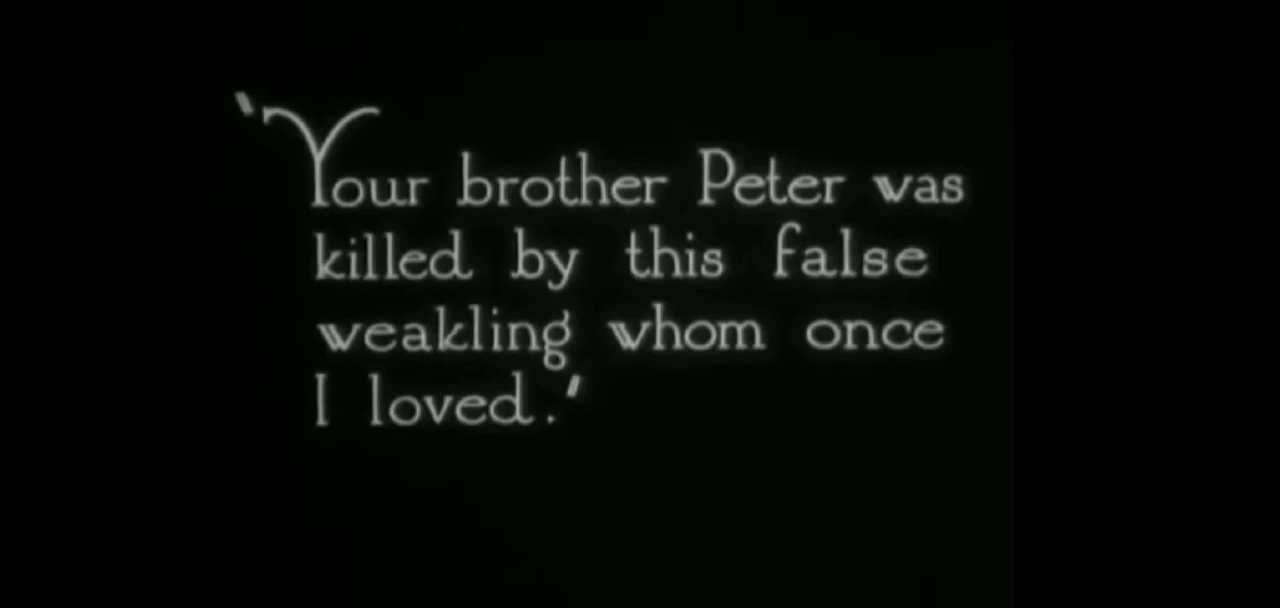 'Your brother Peter was
killed by this false
weakling whom once
I loved.'